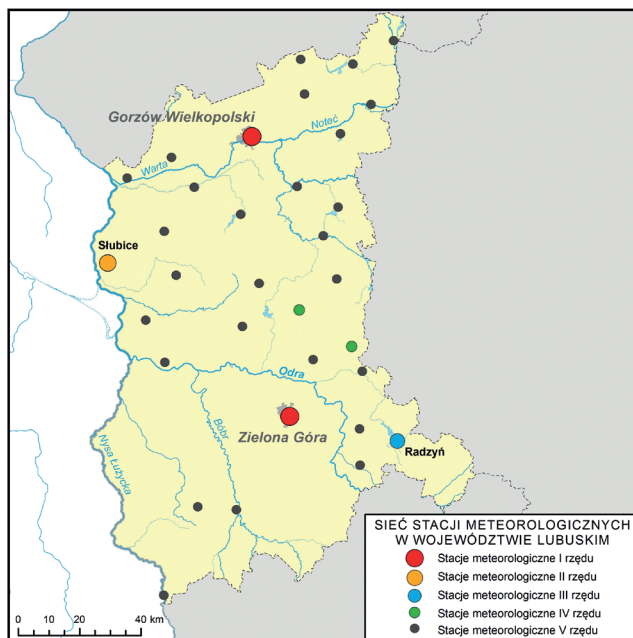 Gorzów Wielkopolski
Noteć
Warta
Słubice
Odra
Bóbr
Zielona Góra
Nysa Łużycka
Radzyń
SIEĆ STACJI METEOROLOGICZNYCH
W WOJEWÓDZTWIE LUBUSKIM
Stacje meteorologiczne I rzędu
Stacje meteorologiczne II rzędu
Stacje meteorologiczne III rzędu
Stacje meteorologiczne IV rzędu
Stacje meteorologiczne V rzędu
0 10 20 40 km